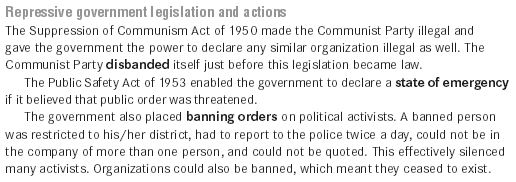 Repressive government legislation and actions
The Suppression of Communism Act of 1950 made the Communist Party illegal and
gave the government the power to declare any similar organization illegal as well. The
Communist Party disbanded itself just before this legislation became law.
The Public Safety Act of 1953 enabled the government to declare a state of emergency
if it believed that public order was threatened.
The government also placed banning orders on political activists. A banned person
was restricted to his/her district, had to report to the police twice a day, could not be in
the company of more than one person, and could not be quoted. This effectively silenced
many activists. Organizations could also be banned, which meant they ceased to exist.